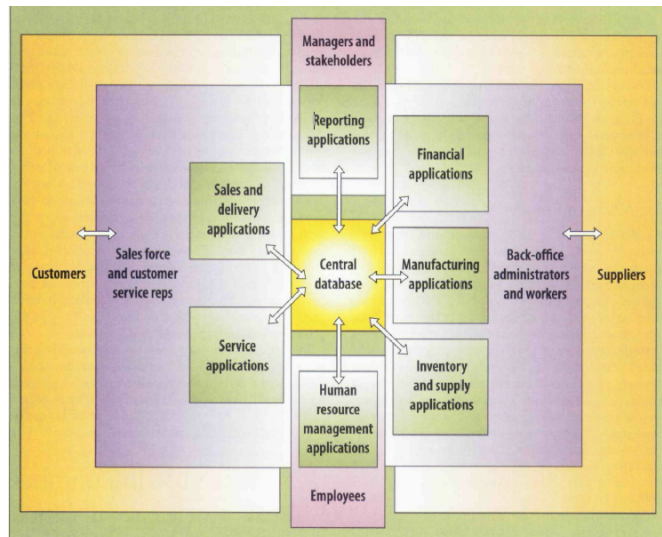 Managers and
stakeholders
Reporting
applications
Financial
applications
Sales and
delivery
applications
Customers
Sales force
and customer
service reps
Central
database
Manufacturing
applications
Back-office
administrators
and workers
Suppliers
Service
applications
Inventory
and supply
applications
Human
resource
management
applications
Employees